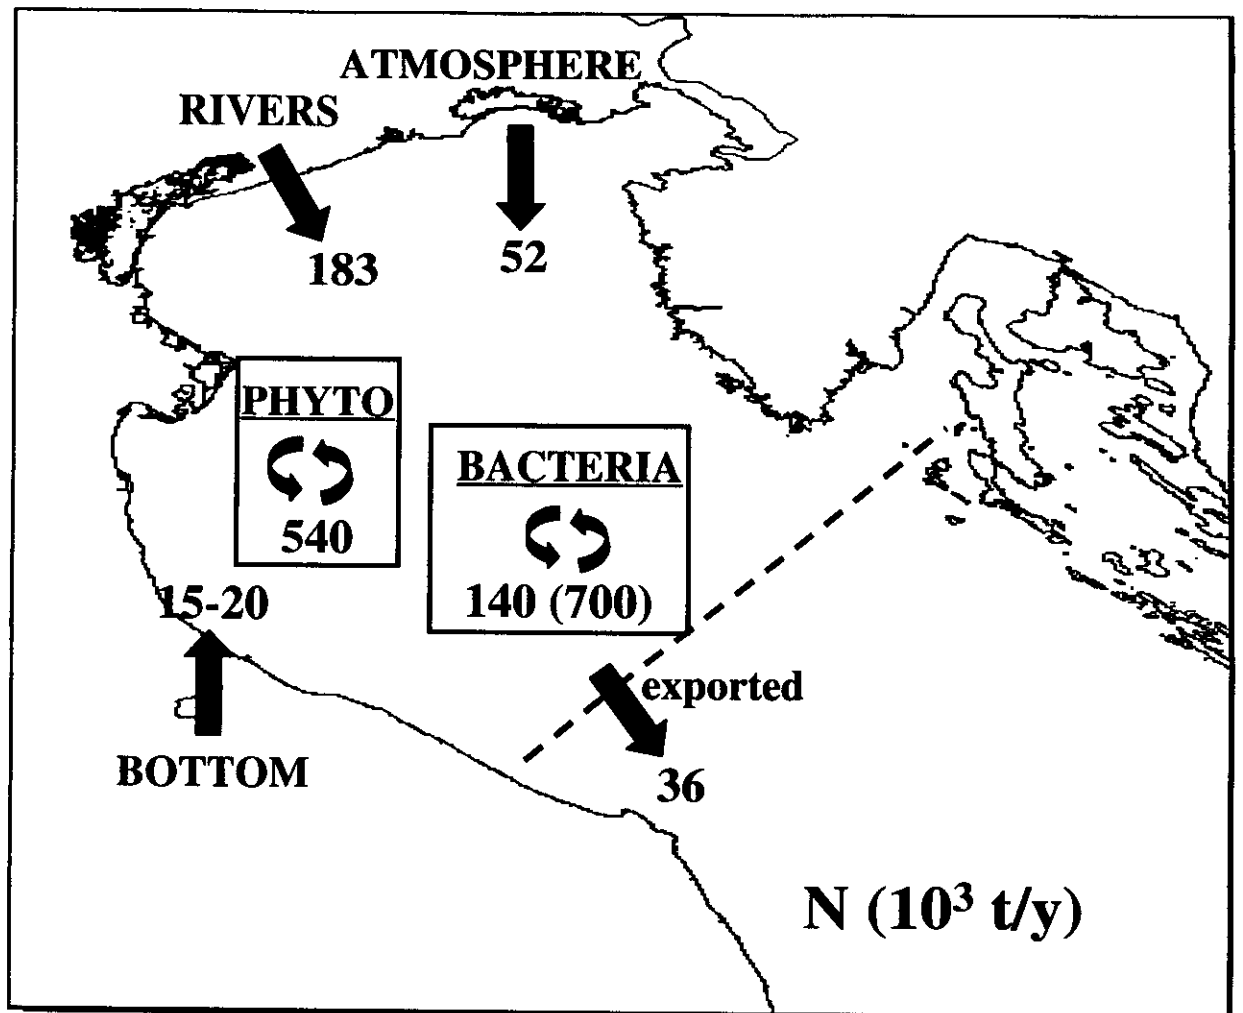 ATMOSPHERE
RIVERS
183
52
PHYTO
540
BACTERIA
140 (700)
15-20
BOTTOM
exported
36
N (10³ t/y)